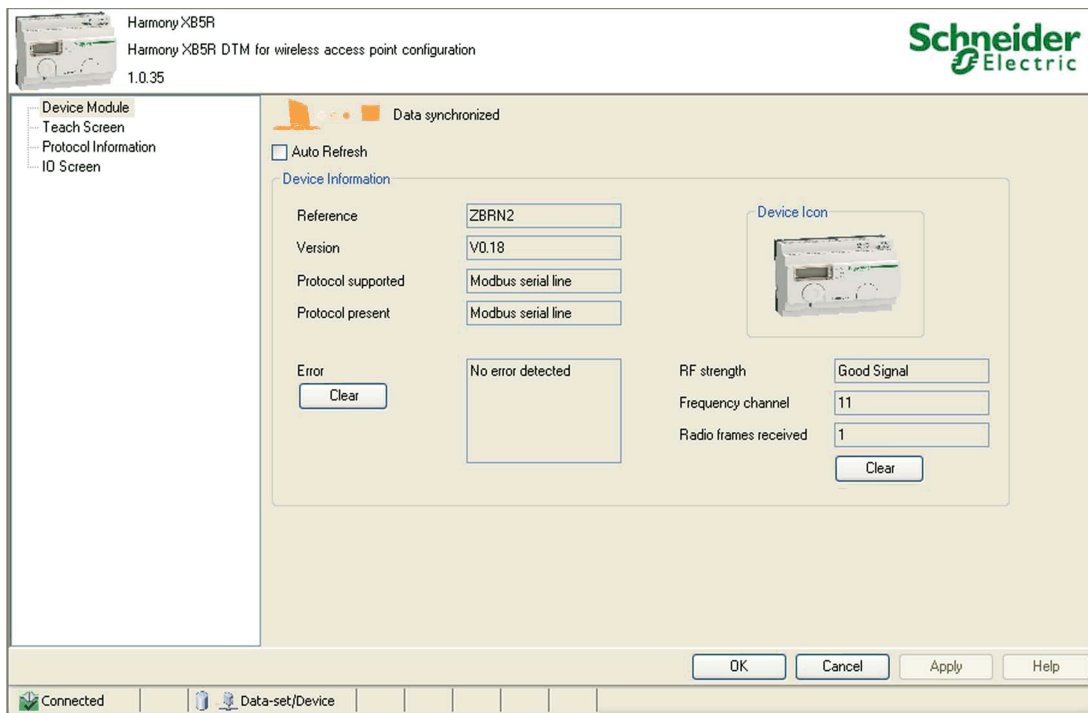 Harmony XB5R
Harmony XB5R DTM for wireless access point configuration
1.0.35
Schneider
Electric
Device Module
Teach Screen
Protocol Information
IO Screen
Data synchronized
Auto Refresh
Device Information
Reference ZBRN2
Version V0.18
Protocol supported Modbus serial line
Protocol present Modbus serial line
Device Icon
Error No error detected
Clear
RF strength Good Signal
Frequency channel 11
Radio frames received 1
Clear
OK Cancel Apply Help
Connected Data-set/Device